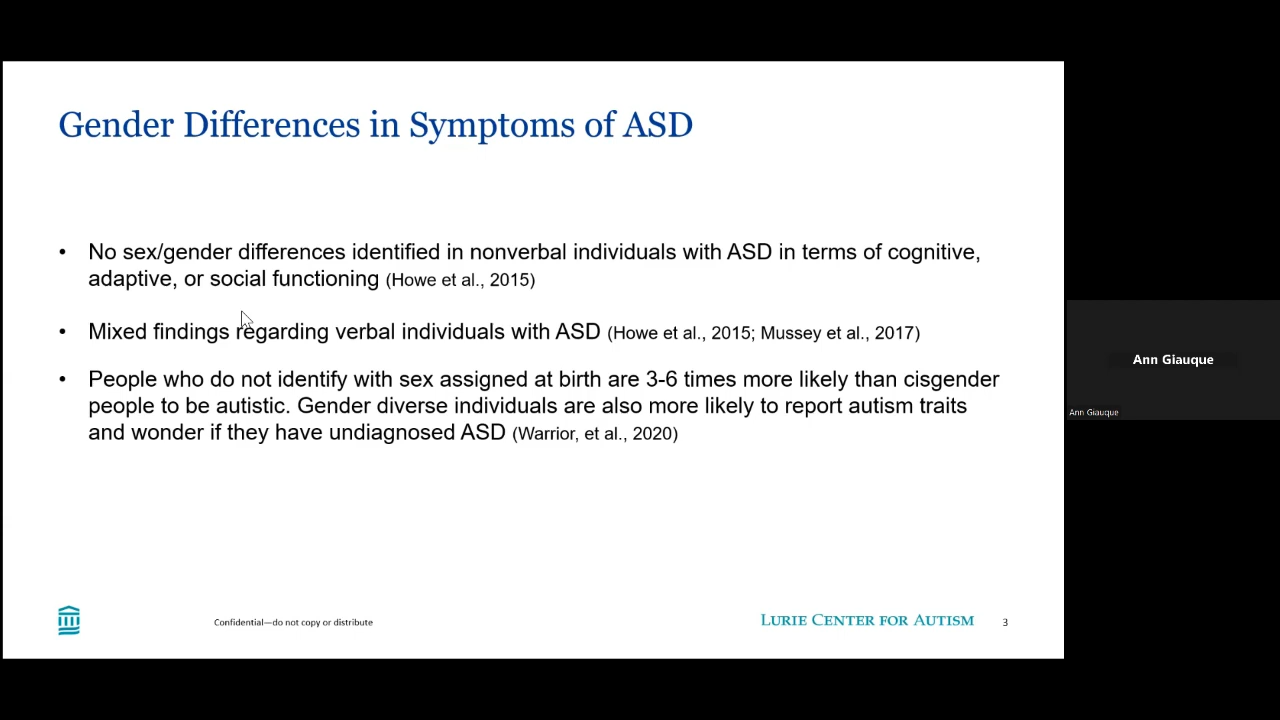 Gender Differences in Symptoms of ASD
• No sex/gender differences identified in nonverbal individuals with ASD in terms of cognitive,
adaptive, or social functioning (Howe et al., 2015)
• Mixed findings regarding verbal individuals with ASD (Howe et al., 2015; Mussey et al., 2017)
• People who do not identify with sex assigned at birth are 3-6 times more likely than cisgender
people to be autistic. Gender diverse individuals are also more likely to report autism traits
and wonder if they have undiagnosed ASD (Warrior, et al., 2020)
Confidential—do not copy or distribute
LURIE CENTER FOR AUTISM
3
Ann Giauque
Ann Giauque